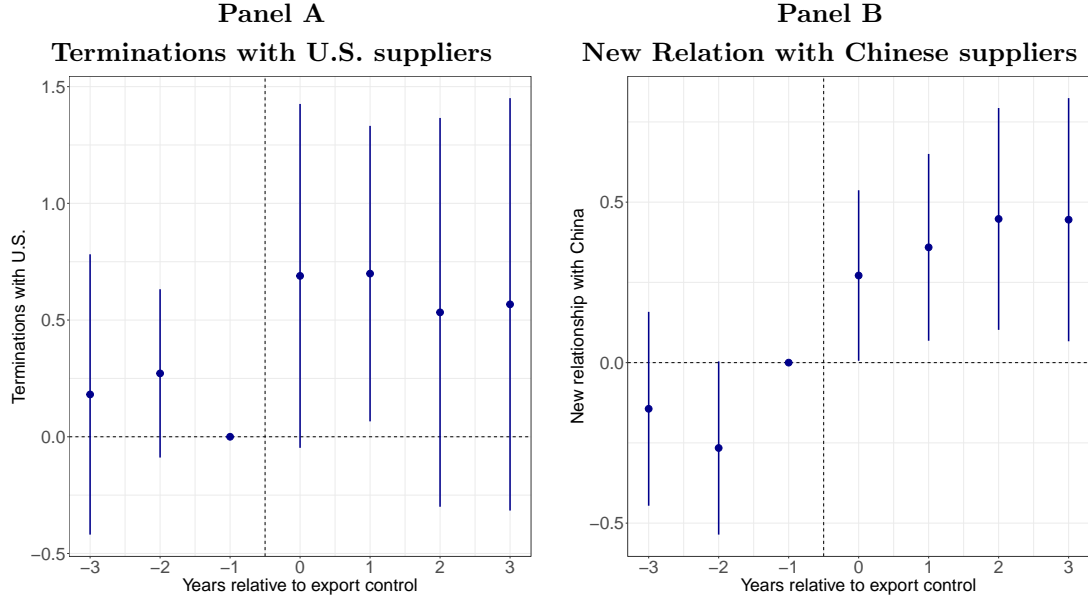 Panel A
Terminations with U.S. suppliers
Terminations with U.S.
1.5
1.0
0.5
0.0
−0.5
−3 −2 −1 0 1 2 3
Years relative to export control
Panel B
New Relation with Chinese suppliers
New relationship with China
0.5
0.0
−0.5
−3 −2 −1 0 1 2 3
Years relative to export control